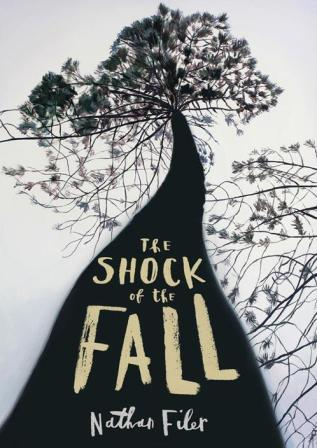 THE
SHOCK
of the
FALL
Nathan Filer